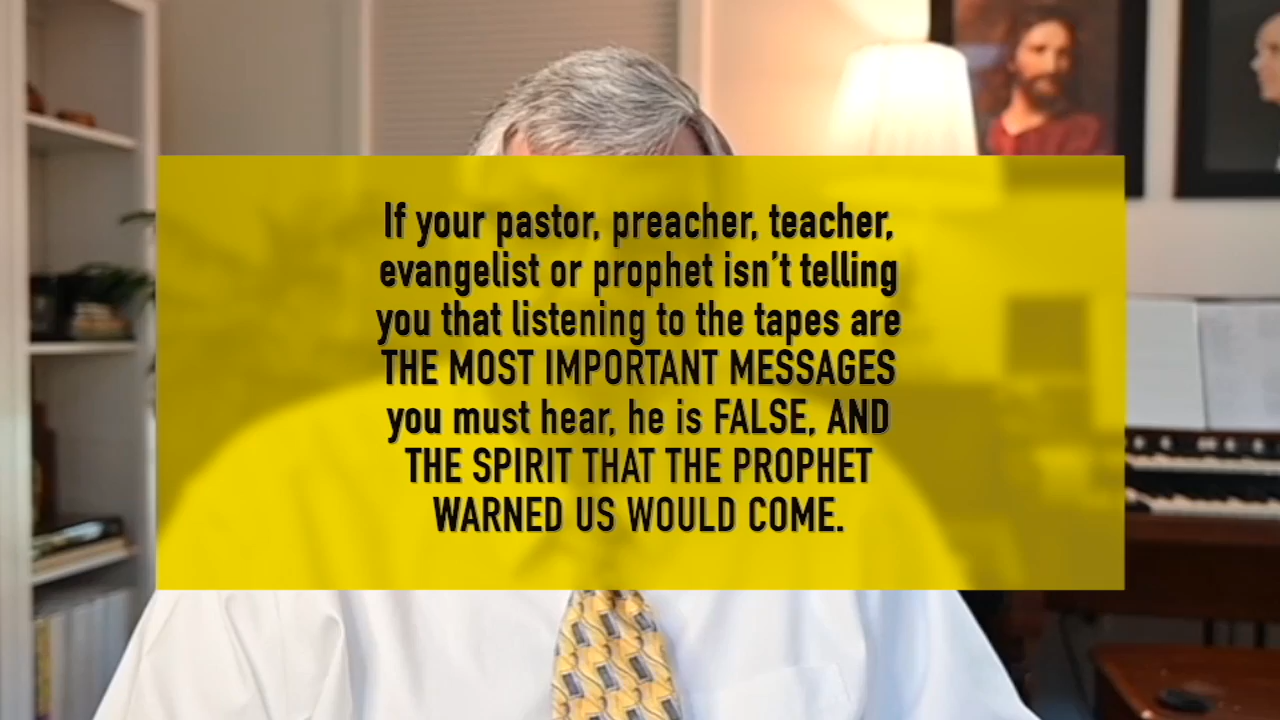 If your pastor, preacher, teacher,
evangelist or prophet isn't telling
you that listening to the tapes are
THE MOST IMPORTANT MESSAGES
you must hear, he is FALSE, AND
THE SPIRIT THAT THE PROPHET
WARNED US WOULD COME.